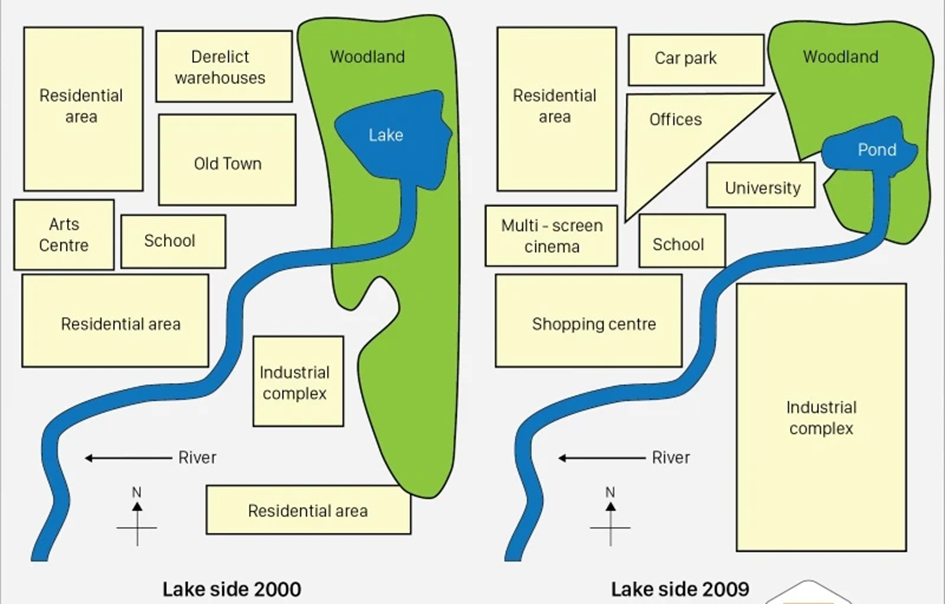 Residential
area
Derelict
warehouses
Woodland
Lake
Old Town
Arts
Centre
School
Residential area
Industrial
complex
River
N
Residential area
Lake side 2000
Residential
area
Car park
Woodland
Offices
Pond
University
Multi - screen
cinema
School
Shopping centre
Industrial
complex
River
N
Lake side 2009